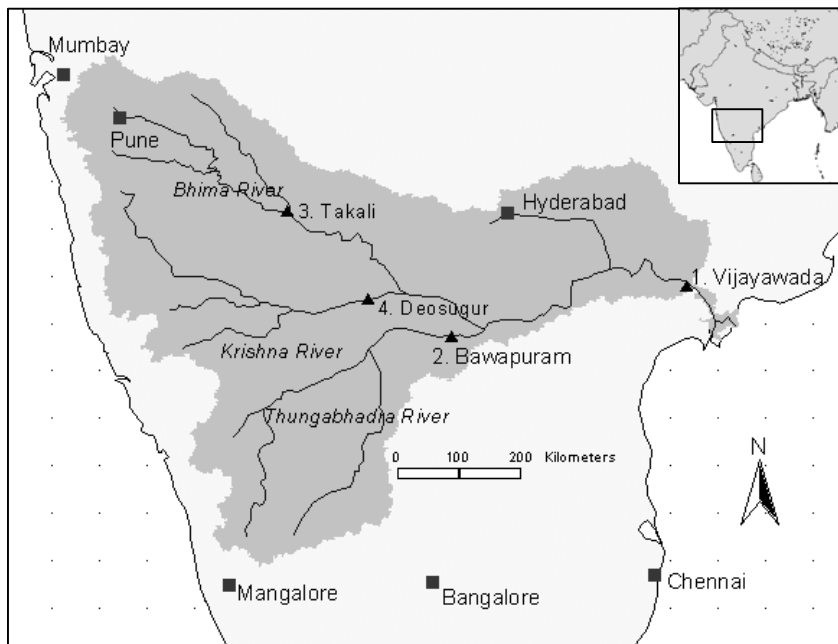 Mumbay
Pune
Bhima River
3. Takali
Hyderabad
1. Vijayawada
4. Deosugur
Krishna River
2. Bawapuram
Thungabhadra River
0 100 200 Kilometers
N
Mangalore
Bangalore
Chennai